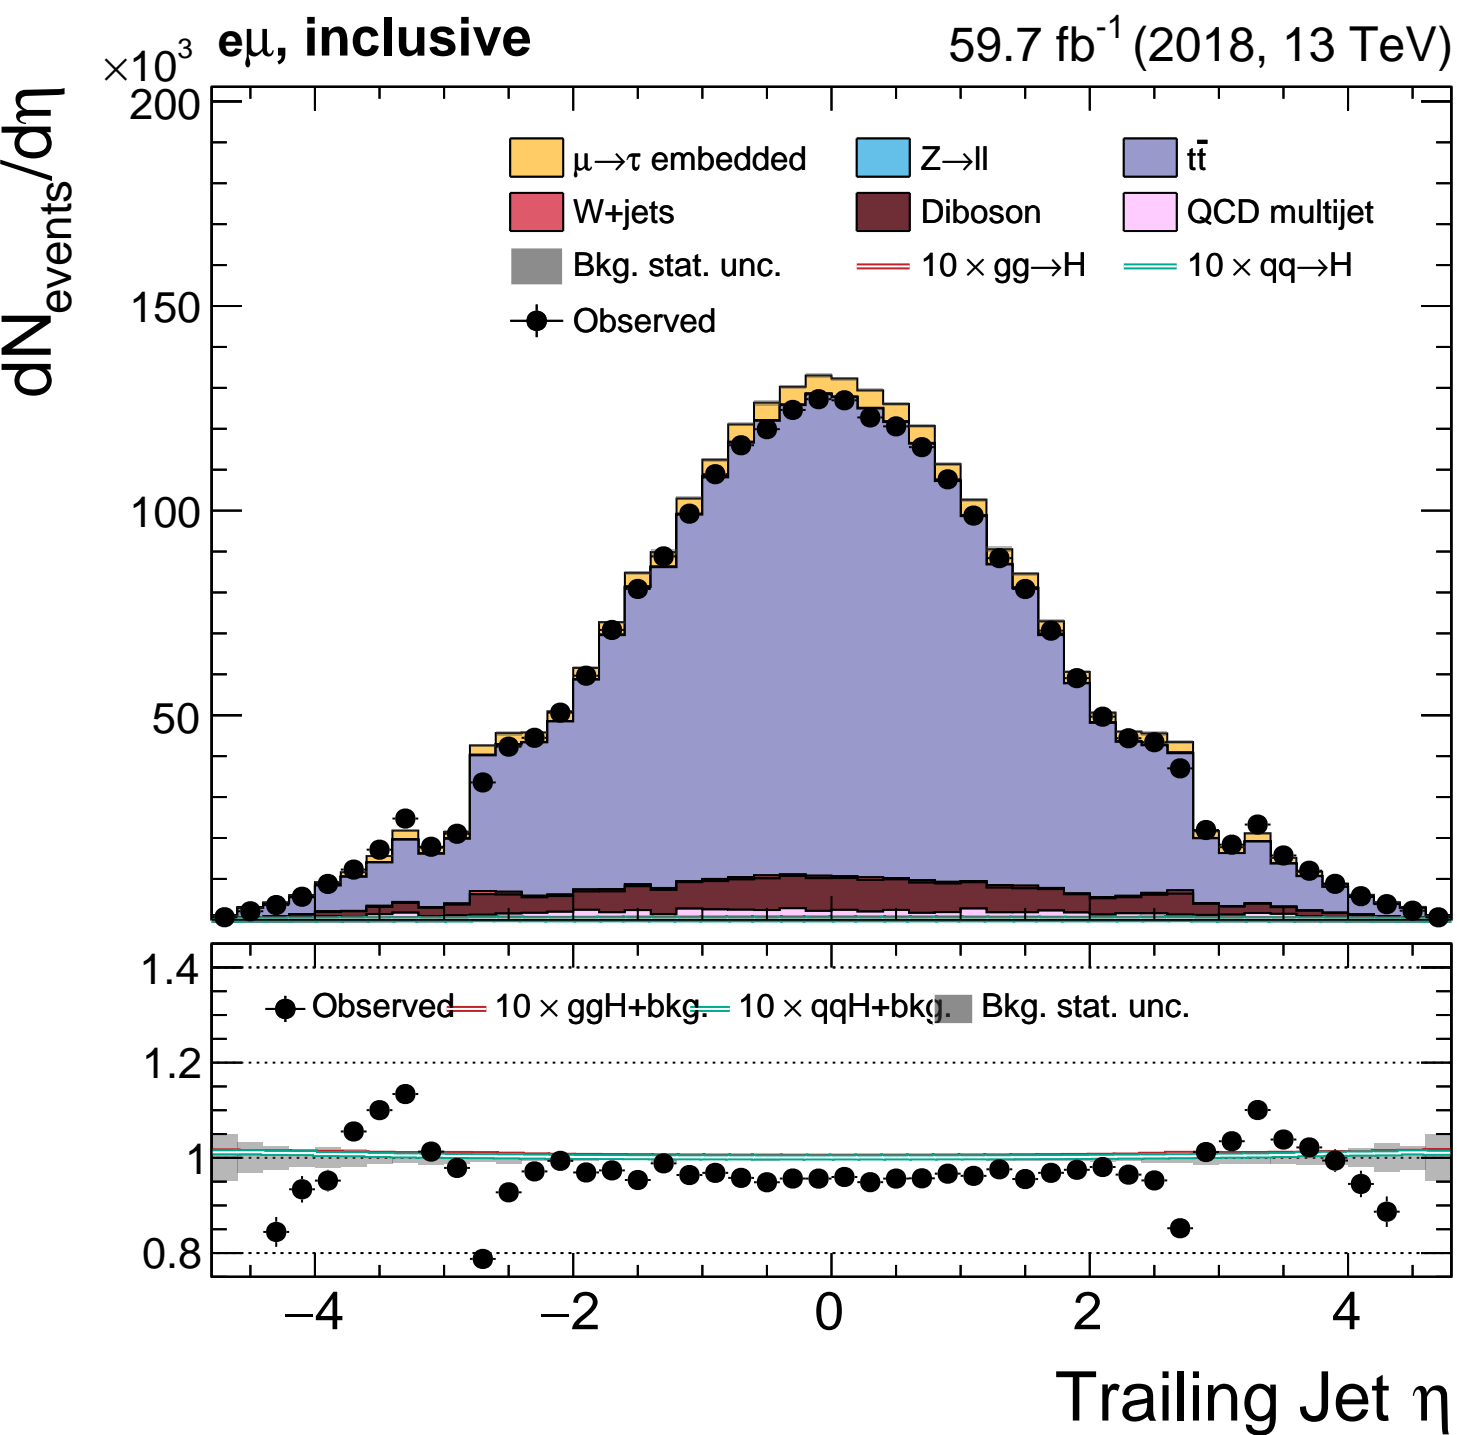 eμ, inclusive 59.7 fb⁻¹ (2018, 13 TeV)
×10³
dN_events/dη
200
150
100
50
μ→τ embedded Z→ll tt̄
W+jets Diboson QCD multijet
Bkg. stat. unc. 10 × gg→H 10 × qq→H
Observed
1.4
1.2
1
0.8
Observed 10 × ggH+bkg. 10 × qqH+bkg. Bkg. stat. unc.
−4 −2 0 2 4
Trailing Jet η